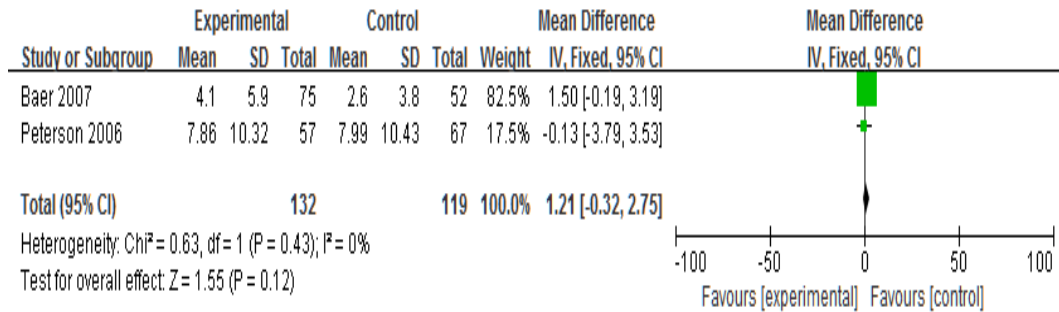 Experimental Control Mean Difference Mean Difference
Study or Subgroup Mean SD Total Mean SD Total Weight IV, Fixed, 95% CI IV, Fixed, 95% CI
Baer 2007 4.1 5.9 75 2.6 3.8 52 82.5% 1.50 [-0.19, 3.19]
Peterson 2006 7.86 10.32 57 7.99 10.43 67 17.5% -0.13 [-3.79, 3.53]
Total (95% CI) 132 119 100.0% 1.21 [-0.32, 2.75]
Heterogeneity: Chi² = 0.63, df = 1 (P = 0.43); I² = 0%
Test for overall effect: Z = 1.55 (P = 0.12)
-100 -50 0 50 100
Favours [experimental] Favours [control]